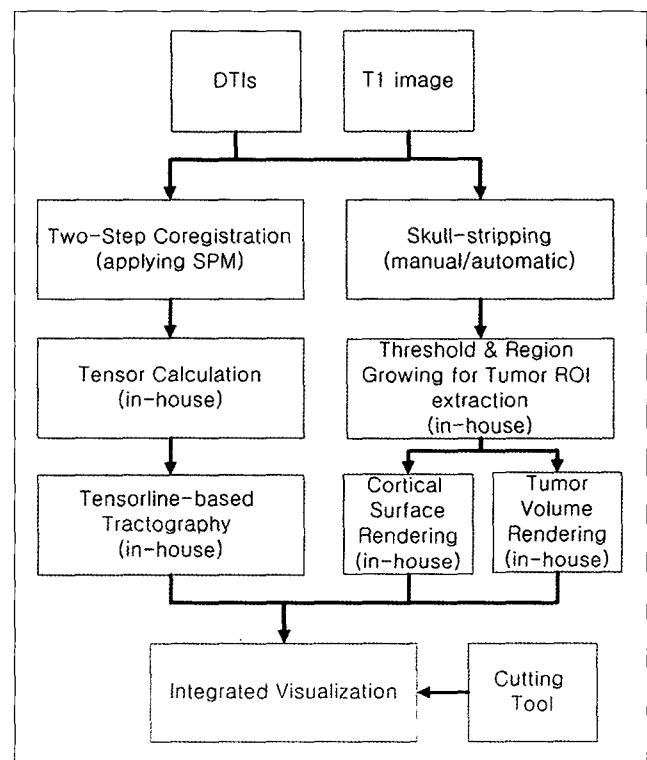 DTIs
T1 image
Two-Step Coregistration
(applying SPM)
Skull-stripping
(manual/automatic)
Tensor Calculation
(in-house)
Threshold & Region
Growing for Tumor ROI
extraction
(in-house)
Tensorline-based
Tractography
(in-house)
Cortical
Surface
Rendering
(in-house)
Tumor
Volume
Rendering
(in-house)
Integrated Visualization
Cutting
Tool